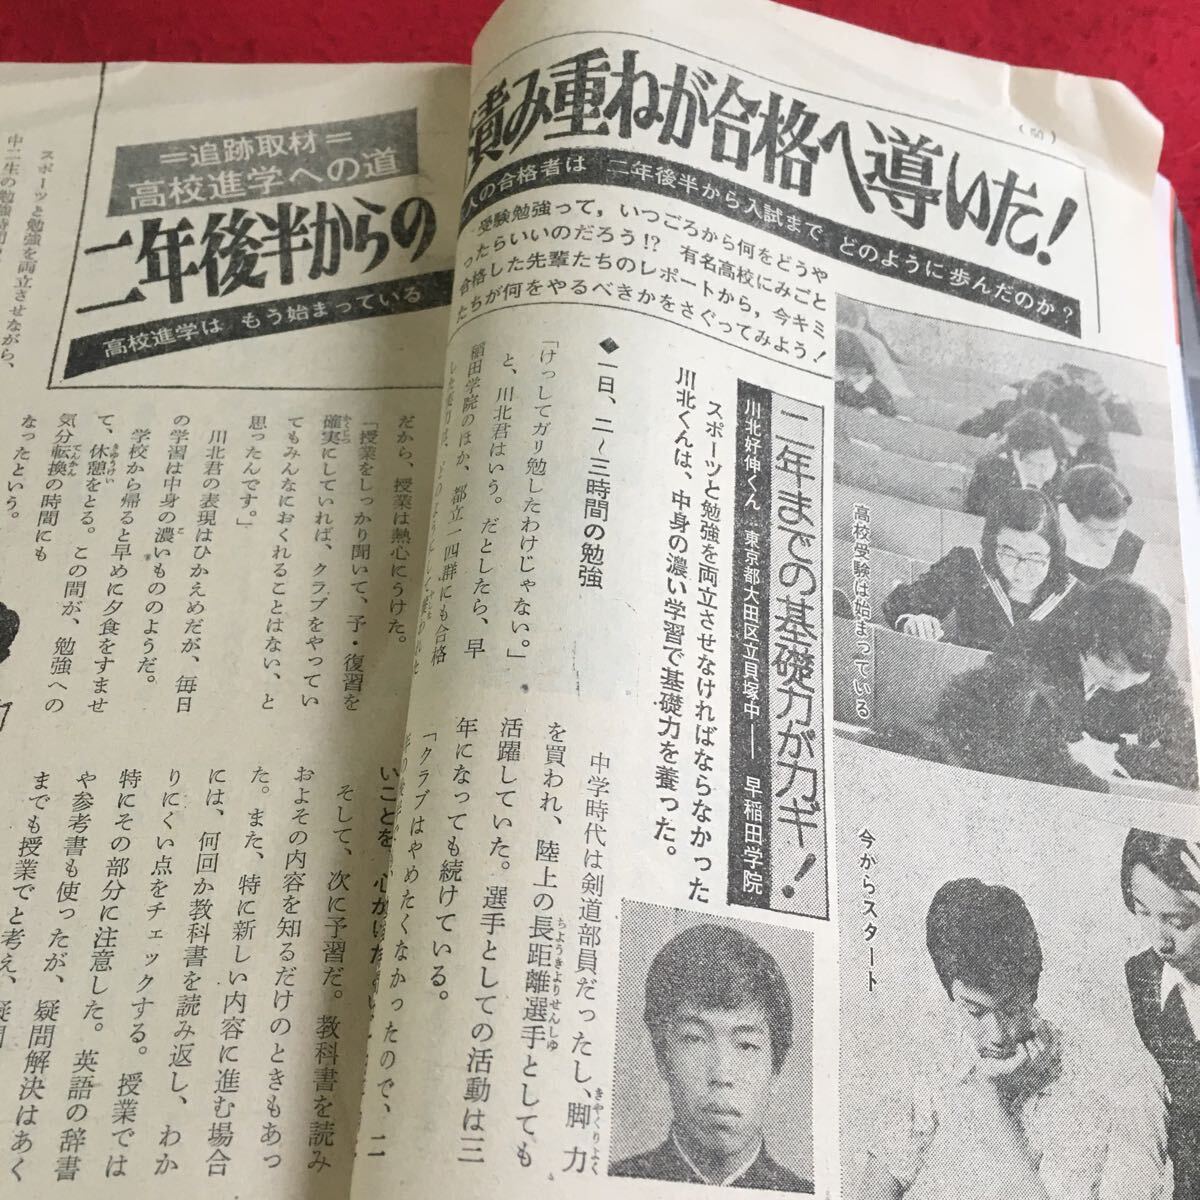 (50)
積み重ねが合格へ導いた!
人の合格者は 二年後半から入試まで どのように歩んだのか?
受験勉強って,いつごろから何をどうや
ったらいいのだろう!? 有名高校にみごと
合格した先輩たちのレポートから,今キミ
たちが何をやるべきかをさぐってみよう!
高校受験は始まっている
今からスタート
二年までの基礎力がカギ!
川北好伸くん 東京都大田区立貝塚中── 早稲田学院
スポーツと勉強を両立させなければならなかった
川北くんは、中身の濃い学習で基礎力を養った。
◆一日、二〜三時間の勉強
「けっしてガリ勉したわけじゃない。」
と、川北君はいう。だとしたら、早
稲田学院のほか、都立一四群にも合格
中学時代は剣道部員だったし、脚力
を買われ、陸上の長距離選手としても
活躍していた。選手としての活動は三
年になっても続けている。
「クラブはやめたくなかったので、二
=追跡取材=
高校進学への道
二年後半からの
高校進学は もう始まっている
スポーツと勉強を両立させながら、
だから、授業は熱心にうけた。
「授業をしっかり聞いて、予・復習を
確実にしていれば、クラブをやってい
てもみんなにおくれることはない、と
思ったんです。」
川北君の表現はひかえめだが、毎日
の学習は中身の濃いもののようだ。
学校から帰ると早めに夕食をすませ
て、休憩をとる。この間が、勉強への
気分転換の時間にも
なったという。
いことを、心がけた
そして、次に予習だ。教科書を読み
およその内容を知るだけのときもあっ
た。また、特に新しい内容に進む場合
には、何回か教科書を読み返し、わか
りにくい点をチェックする。授業では
特にその部分に注意した。英語の辞書
や参考書も使ったが、疑問解決はあく
までも授業でと考え、疑問